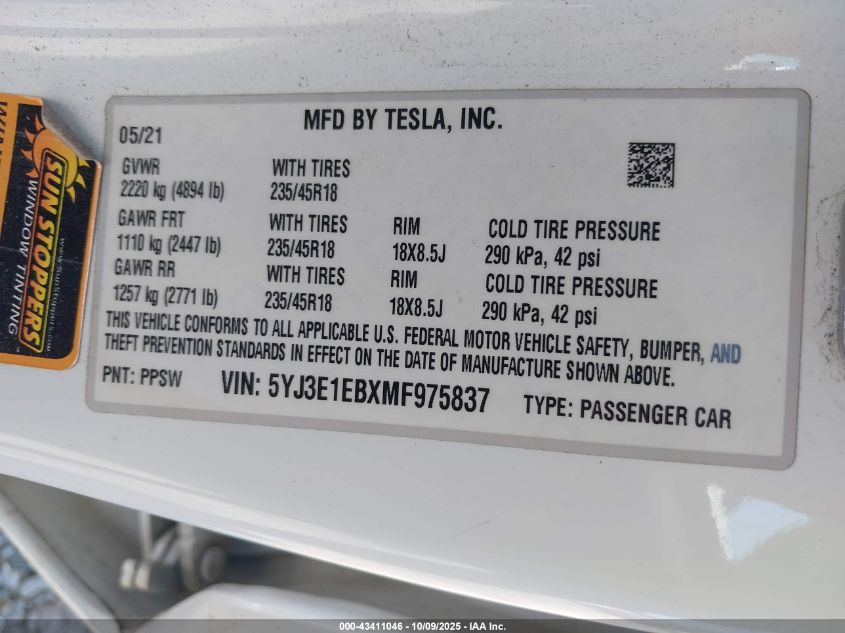 MFD BY TESLA, INC.
05/21
GVWR WITH TIRES
2220 kg (4894 lb) 235/45R18
GAWR FRT WITH TIRES RIM COLD TIRE PRESSURE
1110 kg (2447 lb) 235/45R18 18X8.5J 290 kPa, 42 psi
GAWR RR WITH TIRES RIM COLD TIRE PRESSURE
1257 kg (2771 lb) 235/45R18 18X8.5J 290 kPa, 42 psi
THIS VEHICLE CONFORMS TO ALL APPLICABLE U.S. FEDERAL MOTOR VEHICLE SAFETY, BUMPER, AND
THEFT PREVENTION STANDARDS IN EFFECT ON THE DATE OF MANUFACTURE SHOWN ABOVE.
PNT: PPSW VIN: 5YJ3E1EBXMF975837 TYPE: PASSENGER CAR
SUN STOPPERS
WINDOW TINTING
www.SunStoppers.com
000-43411046 - 10/09/2025 - IAA Inc.